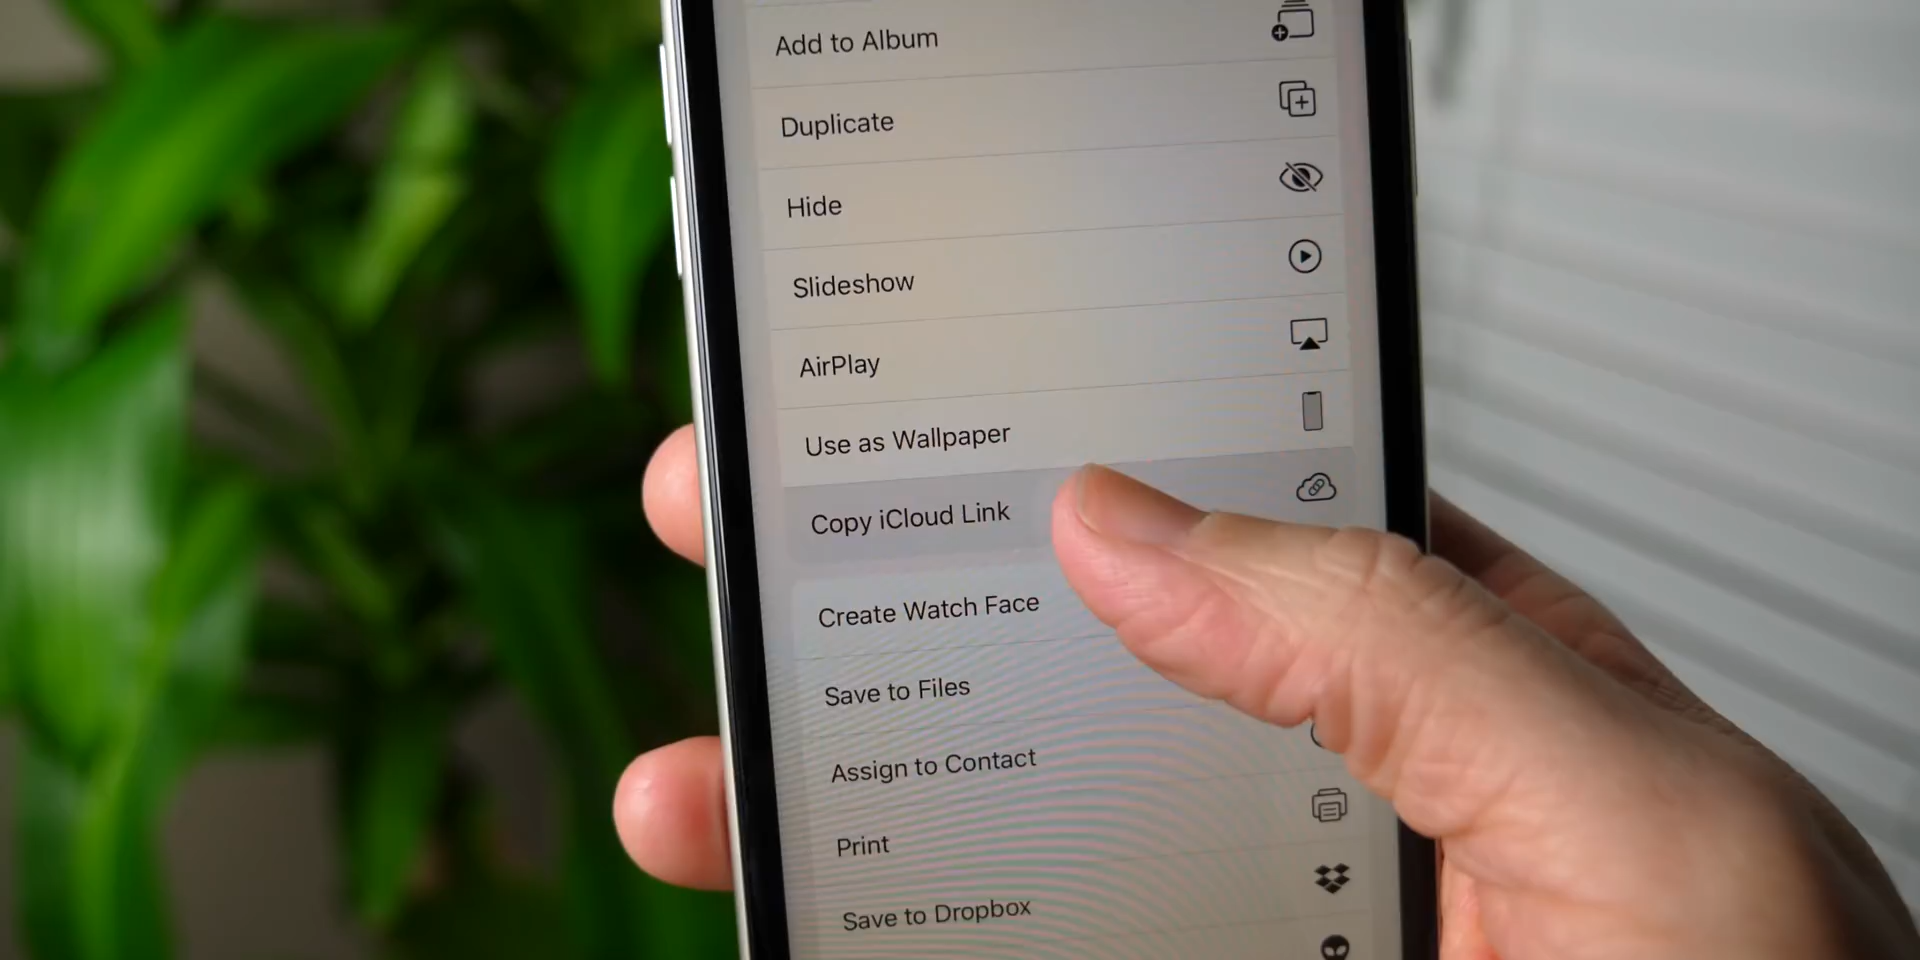 Add to Album
Duplicate
Hide
Slideshow
AirPlay
Use as Wallpaper
Copy iCloud Link
Create Watch Face
Save to Files
Assign to Contact
Print
Save to Dropbox